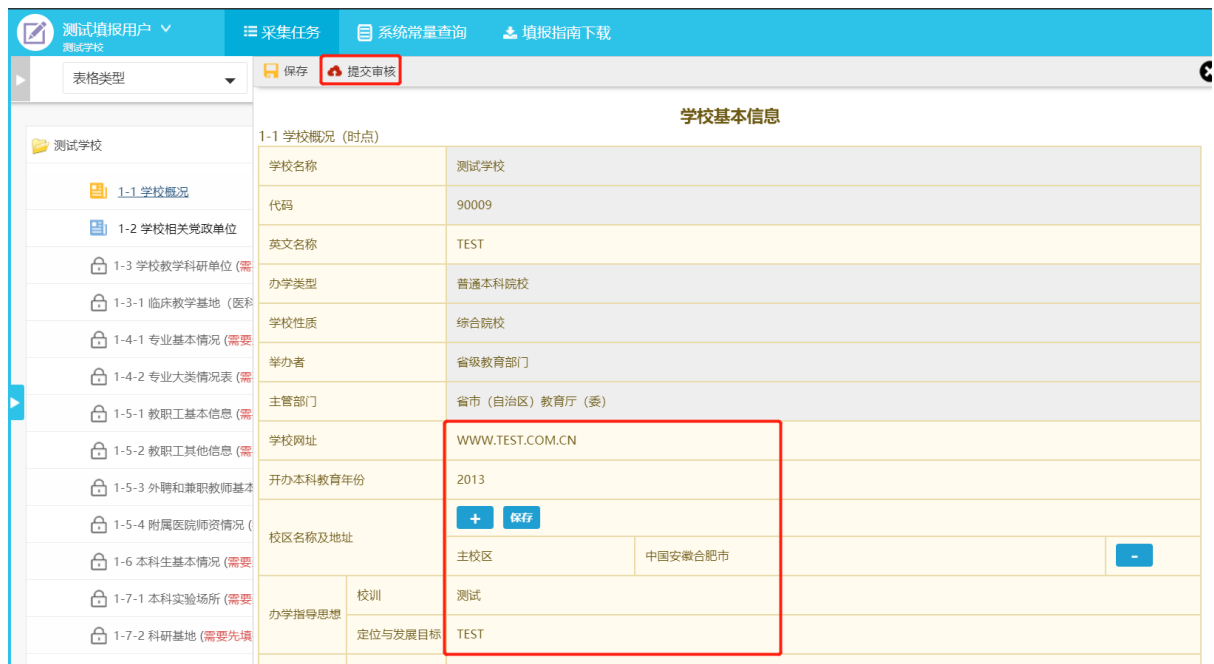 测试填报用户
测试学校
采集任务
系统常量查询
填报指南下载
表格类型
保存
提交审核
测试学校
1-1 学校概况
1-2 学校相关党政单位
1-3 学校教学科研单位 (需
1-3-1 临床教学基地（医科
1-4-1 专业基本情况 (需要
1-4-2 专业大类情况表 (需
1-5-1 教职工基本信息 (需
1-5-2 教职工其他信息 (需
1-5-3 外聘和兼职教师基本
1-5-4 附属医院师资情况 (
1-6 本科生基本情况 (需要
1-7-1 本科实验场所 (需要
1-7-2 科研基地 (需要先填
学校基本信息
1-1 学校概况（时点）
学校名称 测试学校
代码 90009
英文名称 TEST
办学类型 普通本科院校
学校性质 综合院校
举办者 省级教育部门
主管部门 省市（自治区）教育厅（委）
学校网址 WWW.TEST.COM.CN
开办本科教育年份 2013
校区名称及地址
+ 保存
主校区 中国安徽合肥市 -
办学指导思想
校训 测试
定位与发展目标 TEST